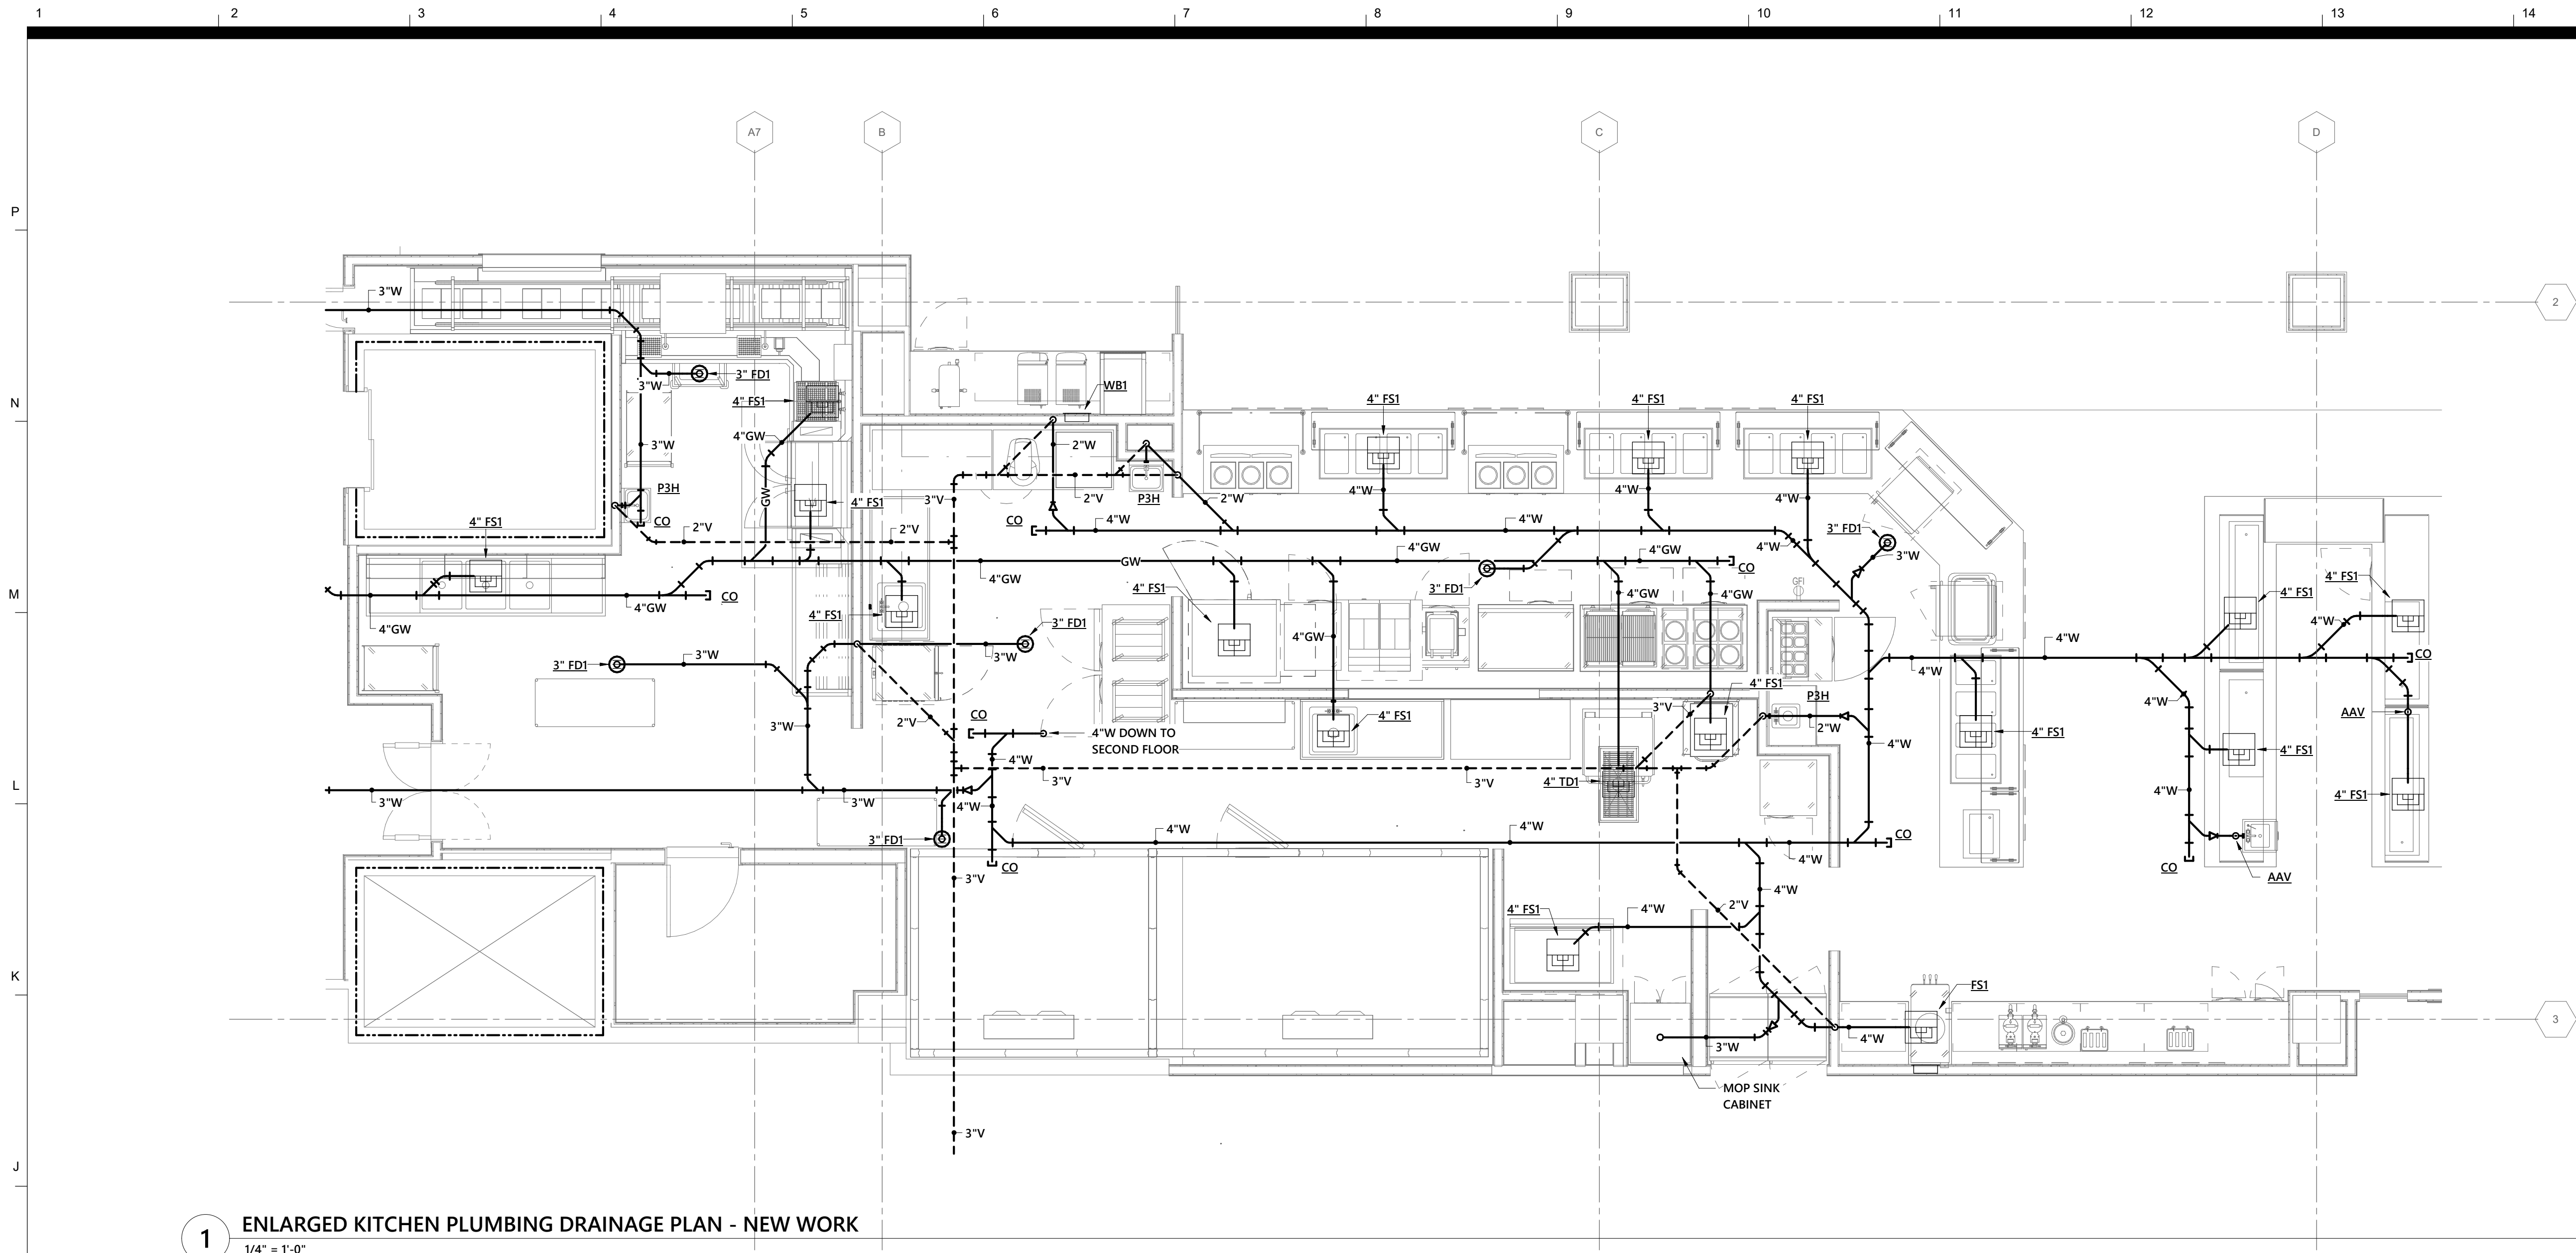 1 2 3 4 5 6 7 8 9 10 11 12 13 14
A7 B C D
P
2
3"W
3"W 3" FD1
WB1
N
4" FS1 4" FS1 4" FS1 4" FS1
4"GW
3"W 2"W
P3H GW 4" FS1 3"V 2"V P3H 2"W 4"W 4"W 4"W
CO CO 4"W 4"W
4" FS1 2"V 2"V 4"W 3" FD1
3"W
4"GW 4"GW
GW CO
4"GW GFI
4" FS1 3" FD1 4" FS1
M
4"GW CO 4"GW 4"GW 4" FS1
4" FS1
3" FD1 4"W
4"GW 4"GW
3"W 4"W
3" FD1 3"W 4"W CO
4" FS1
P3H 4"W
3"W 2"V CO 4" FS1 3"V AAV
2"W
4"W DOWN TO
SECOND FLOOR
4" FS1
4"W 4"W 4" FS1
L
3"V 3"V 4" TD1
3"W 3"W 4"W 4"W 4" FS1
4"W 4"W CO
3" FD1
4"W
CO CO
3"V AAV
4"W
2"V
4" FS1 4"W
K
FS1
3
3"W 4"W
MOP SINK
CABINET
3"V
J
1 ENLARGED KITCHEN PLUMBING DRAINAGE PLAN - NEW WORK
1/4" = 1'-0"